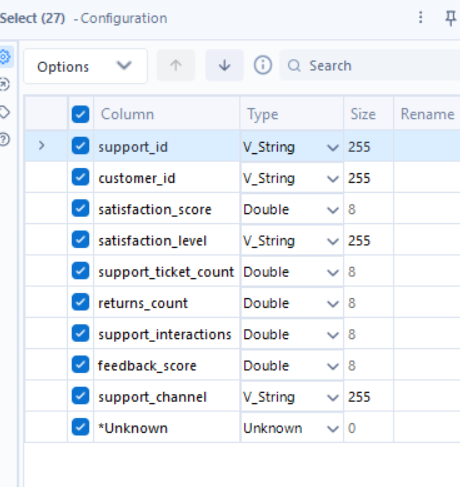 Select (27) - Configuration
Options Search
Column Type Size Rename
support_id V_String 255
customer_id V_String 255
satisfaction_score Double 8
satisfaction_level V_String 255
support_ticket_count Double 8
returns_count Double 8
support_interactions Double 8
feedback_score Double 8
support_channel V_String 255
*Unknown Unknown 0